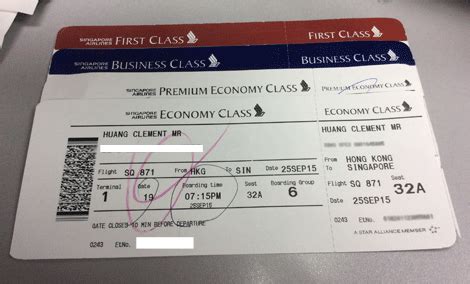 SINGAPORE AIRLINES FIRST CLASS
FIRST CLASS
SINGAPORE AIRLINES BUSINESS CLASS
BUSINESS CLASS
SINGAPORE AIRLINES PREMIUM ECONOMY CLASS
PREMIUM ECONOMY CLASS
SINGAPORE AIRLINES ECONOMY CLASS
ECONOMY CLASS
HUANG CLEMENT MR
Flight SQ 871 From HKG To SIN 25SEP15
Terminal Gate Boarding time Seat Boarding Group
1 19 07:15PM 32A 6
25SEP15
GATE CLOSES 10 MIN BEFORE DEPARTURE
0243 EtNo.
HUANG CLEMENT MR
From HONG KONG
To SINGAPORE
Flight SQ 871 Seat 32A
25SEP15
0243 EtNo.
A STAR ALLIANCE MEMBER